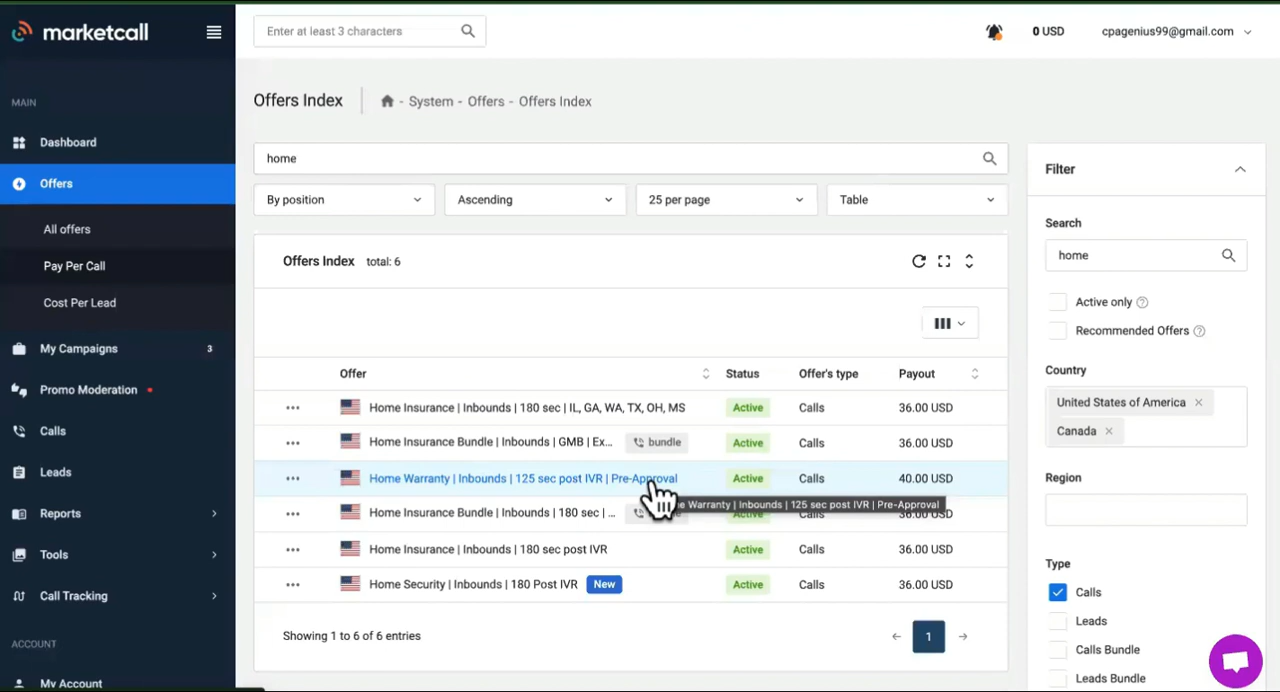 marketcall
Enter at least 3 characters
0 USD
cpagenius99@gmail.com
MAIN
Dashboard
Offers
All offers
Pay Per Call
Cost Per Lead
My Campaigns 3
Promo Moderation
Calls
Leads
Reports
Tools
Call Tracking
ACCOUNT
My Account
Offers Index
- System - Offers - Offers Index
home
By position
Ascending
25 per page
Table
Offers Index total: 6
Offer Status Offer's type Payout
Home Insurance | Inbounds | 180 sec | IL, GA, WA, TX, OH, MS Active Calls 36.00 USD
Home Insurance Bundle | Inbounds | GMB | Ex... bundle Active Calls 36.00 USD
Home Warranty | Inbounds | 125 sec post IVR | Pre-Approval Active Calls 40.00 USD
Warranty | Inbounds | 125 sec post IVR | Pre-Approval
Home Insurance Bundle | Inbounds | 180 sec | ... Active Calls 36.00 USD
Home Insurance | Inbounds | 180 sec post IVR Active Calls 36.00 USD
Home Security | Inbounds | 180 Post IVR New Active Calls 36.00 USD
Showing 1 to 6 of 6 entries
← 1 →
Filter
Search
home
Active only ?
Recommended Offers ?
Country
United States of America ×
Canada ×
Region
Type
Calls
Leads
Calls Bundle
Leads Bundle